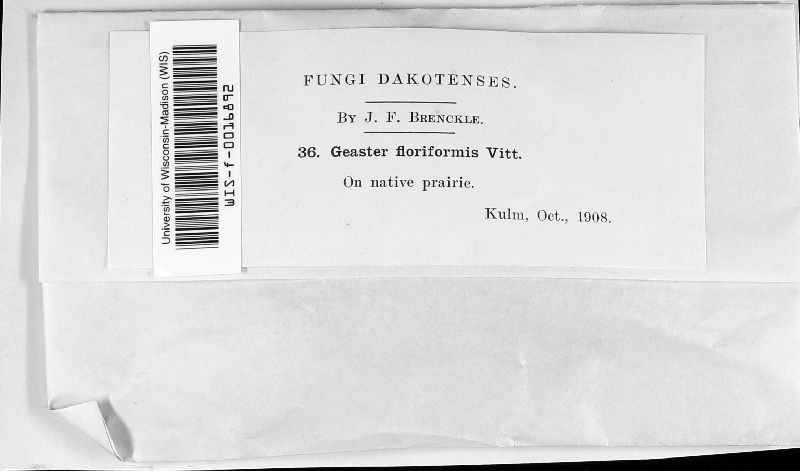 FUNGI DAKOTENSES.
BY J. F. BRENCKLE.
36. Geaster floriformis Vitt.
On native prairie.
Kulm, Oct., 1908.
University of Wisconsin-Madison (WIS)
WIS-f-0016892